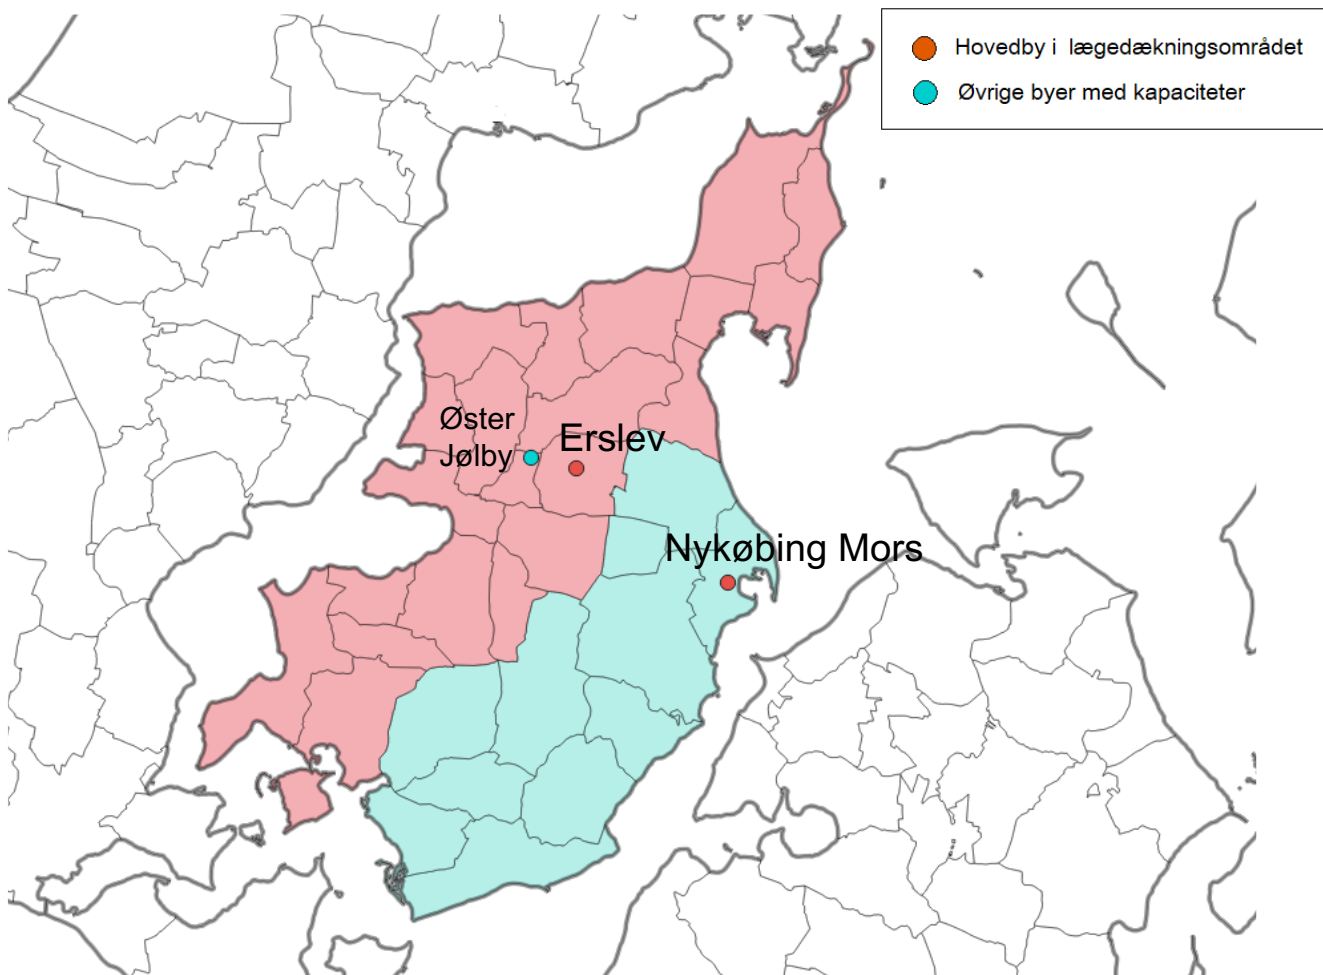 Hovedby i lægedækningsområdet
Øvrige byer med kapaciteter
Øster
Jølby
Erslev
Nykøbing Mors